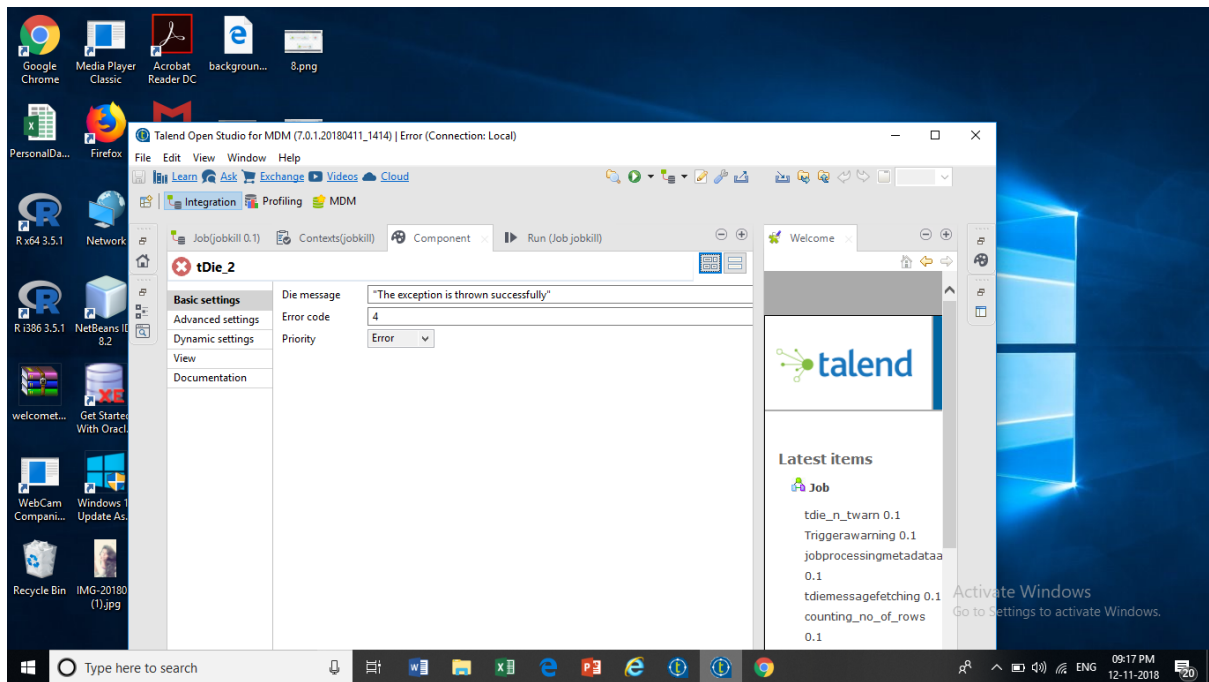 Google
Chrome
Media Player
Classic
Acrobat
Reader DC
backgroun...
8.png
PersonalDa...
Firefox
R x64 3.5.1
Network
R i386 3.5.1
NetBeans ID
8.2
welcomet...
Get Started
With Oracl.
WebCam
Compani...
Windows 1
Update As.
Recycle Bin
IMG-20180
(1).jpg
Talend Open Studio for MDM (7.0.1.20180411_1414) | Error (Connection: Local)
File Edit View Window Help
Learn Ask Exchange Videos Cloud
Integration Profiling MDM
Job(jobkill 0.1) Contexts(jobkill) Component Run (Job jobkill)
tDie_2
Basic settings
Advanced settings
Dynamic settings
View
Documentation
Die message "The exception is thrown successfully"
Error code 4
Priority Error
Welcome
talend
Latest items
Job
tdie_n_twarn 0.1
Triggerawarning 0.1
jobprocessingmetadataa
0.1
tdiemessagefetching 0.1
counting_no_of_rows
0.1
Activate Windows
Go to Settings to activate Windows.
Type here to search
ENG
09:17 PM
12-11-2018
20